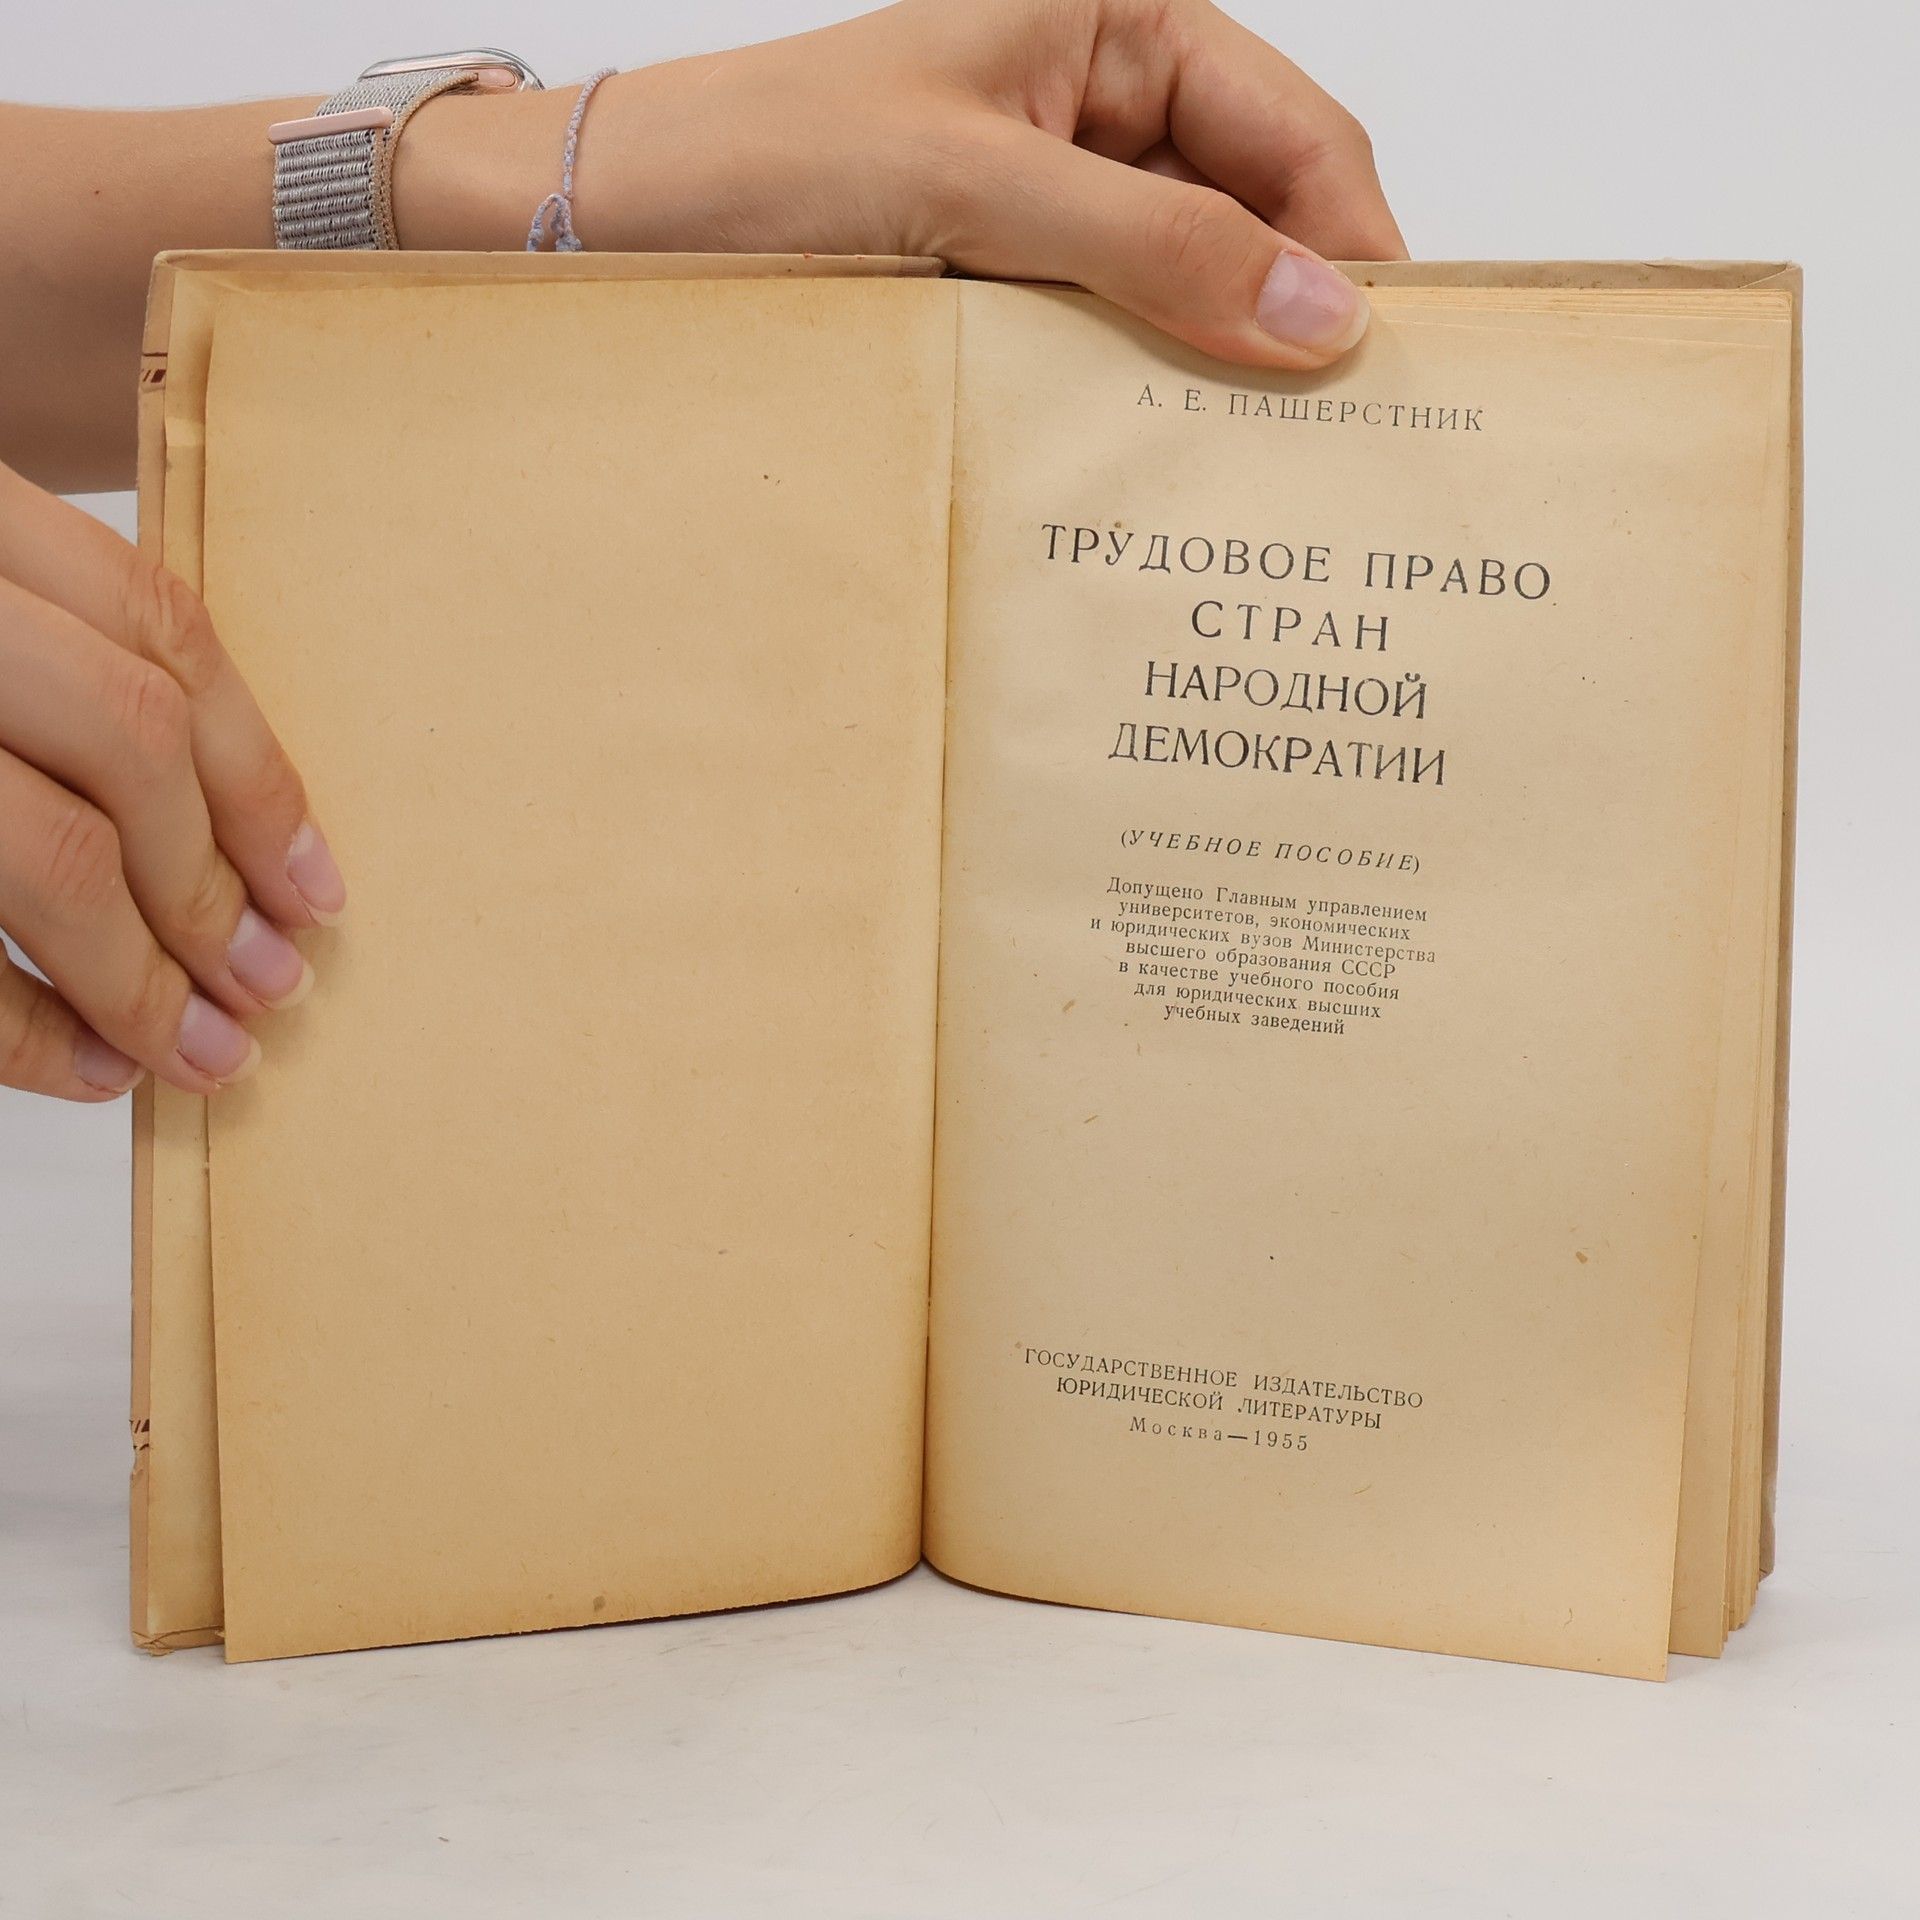 А. Е. ПАШЕРСТНИК
ТРУДОВОЕ ПРАВО
СТРАН
НАРОДНОЙ
ДЕМОКРАТИИ
(УЧЕБНОЕ ПОСОБИЕ)
Допущено Главным управлением
университетов, экономических
и юридических вузов Министерства
высшего образования СССР
в качестве учебного пособия
для юридических высших
учебных заведений
ГОСУДАРСТВЕННОЕ ИЗДАТЕЛЬСТВО
ЮРИДИЧЕСКОЙ ЛИТЕРАТУРЫ
Москва—1955